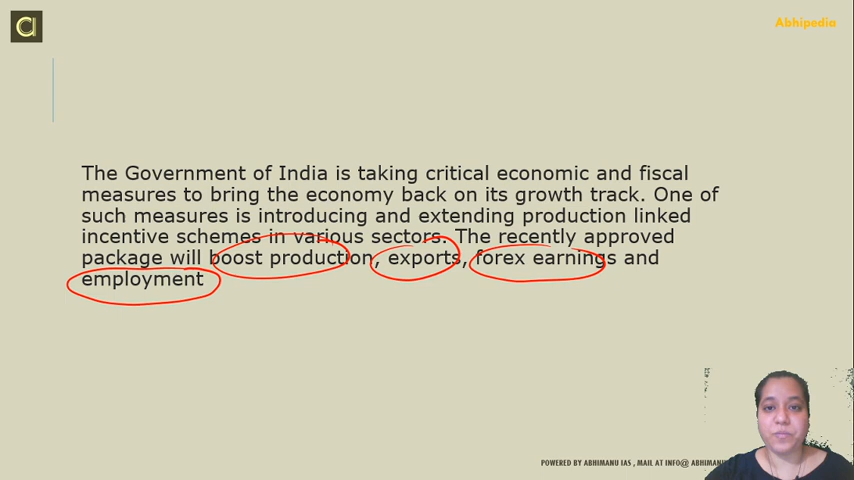 Abhipedia
The Government of India is taking critical economic and fiscal
measures to bring the economy back on its growth track. One of
such measures is introducing and extending production linked
incentive schemes in various sectors. The recently approved
package will boost production, exports, forex earnings and
employment
POWERED BY ABHIMANU IAS , MAIL AT INFO@